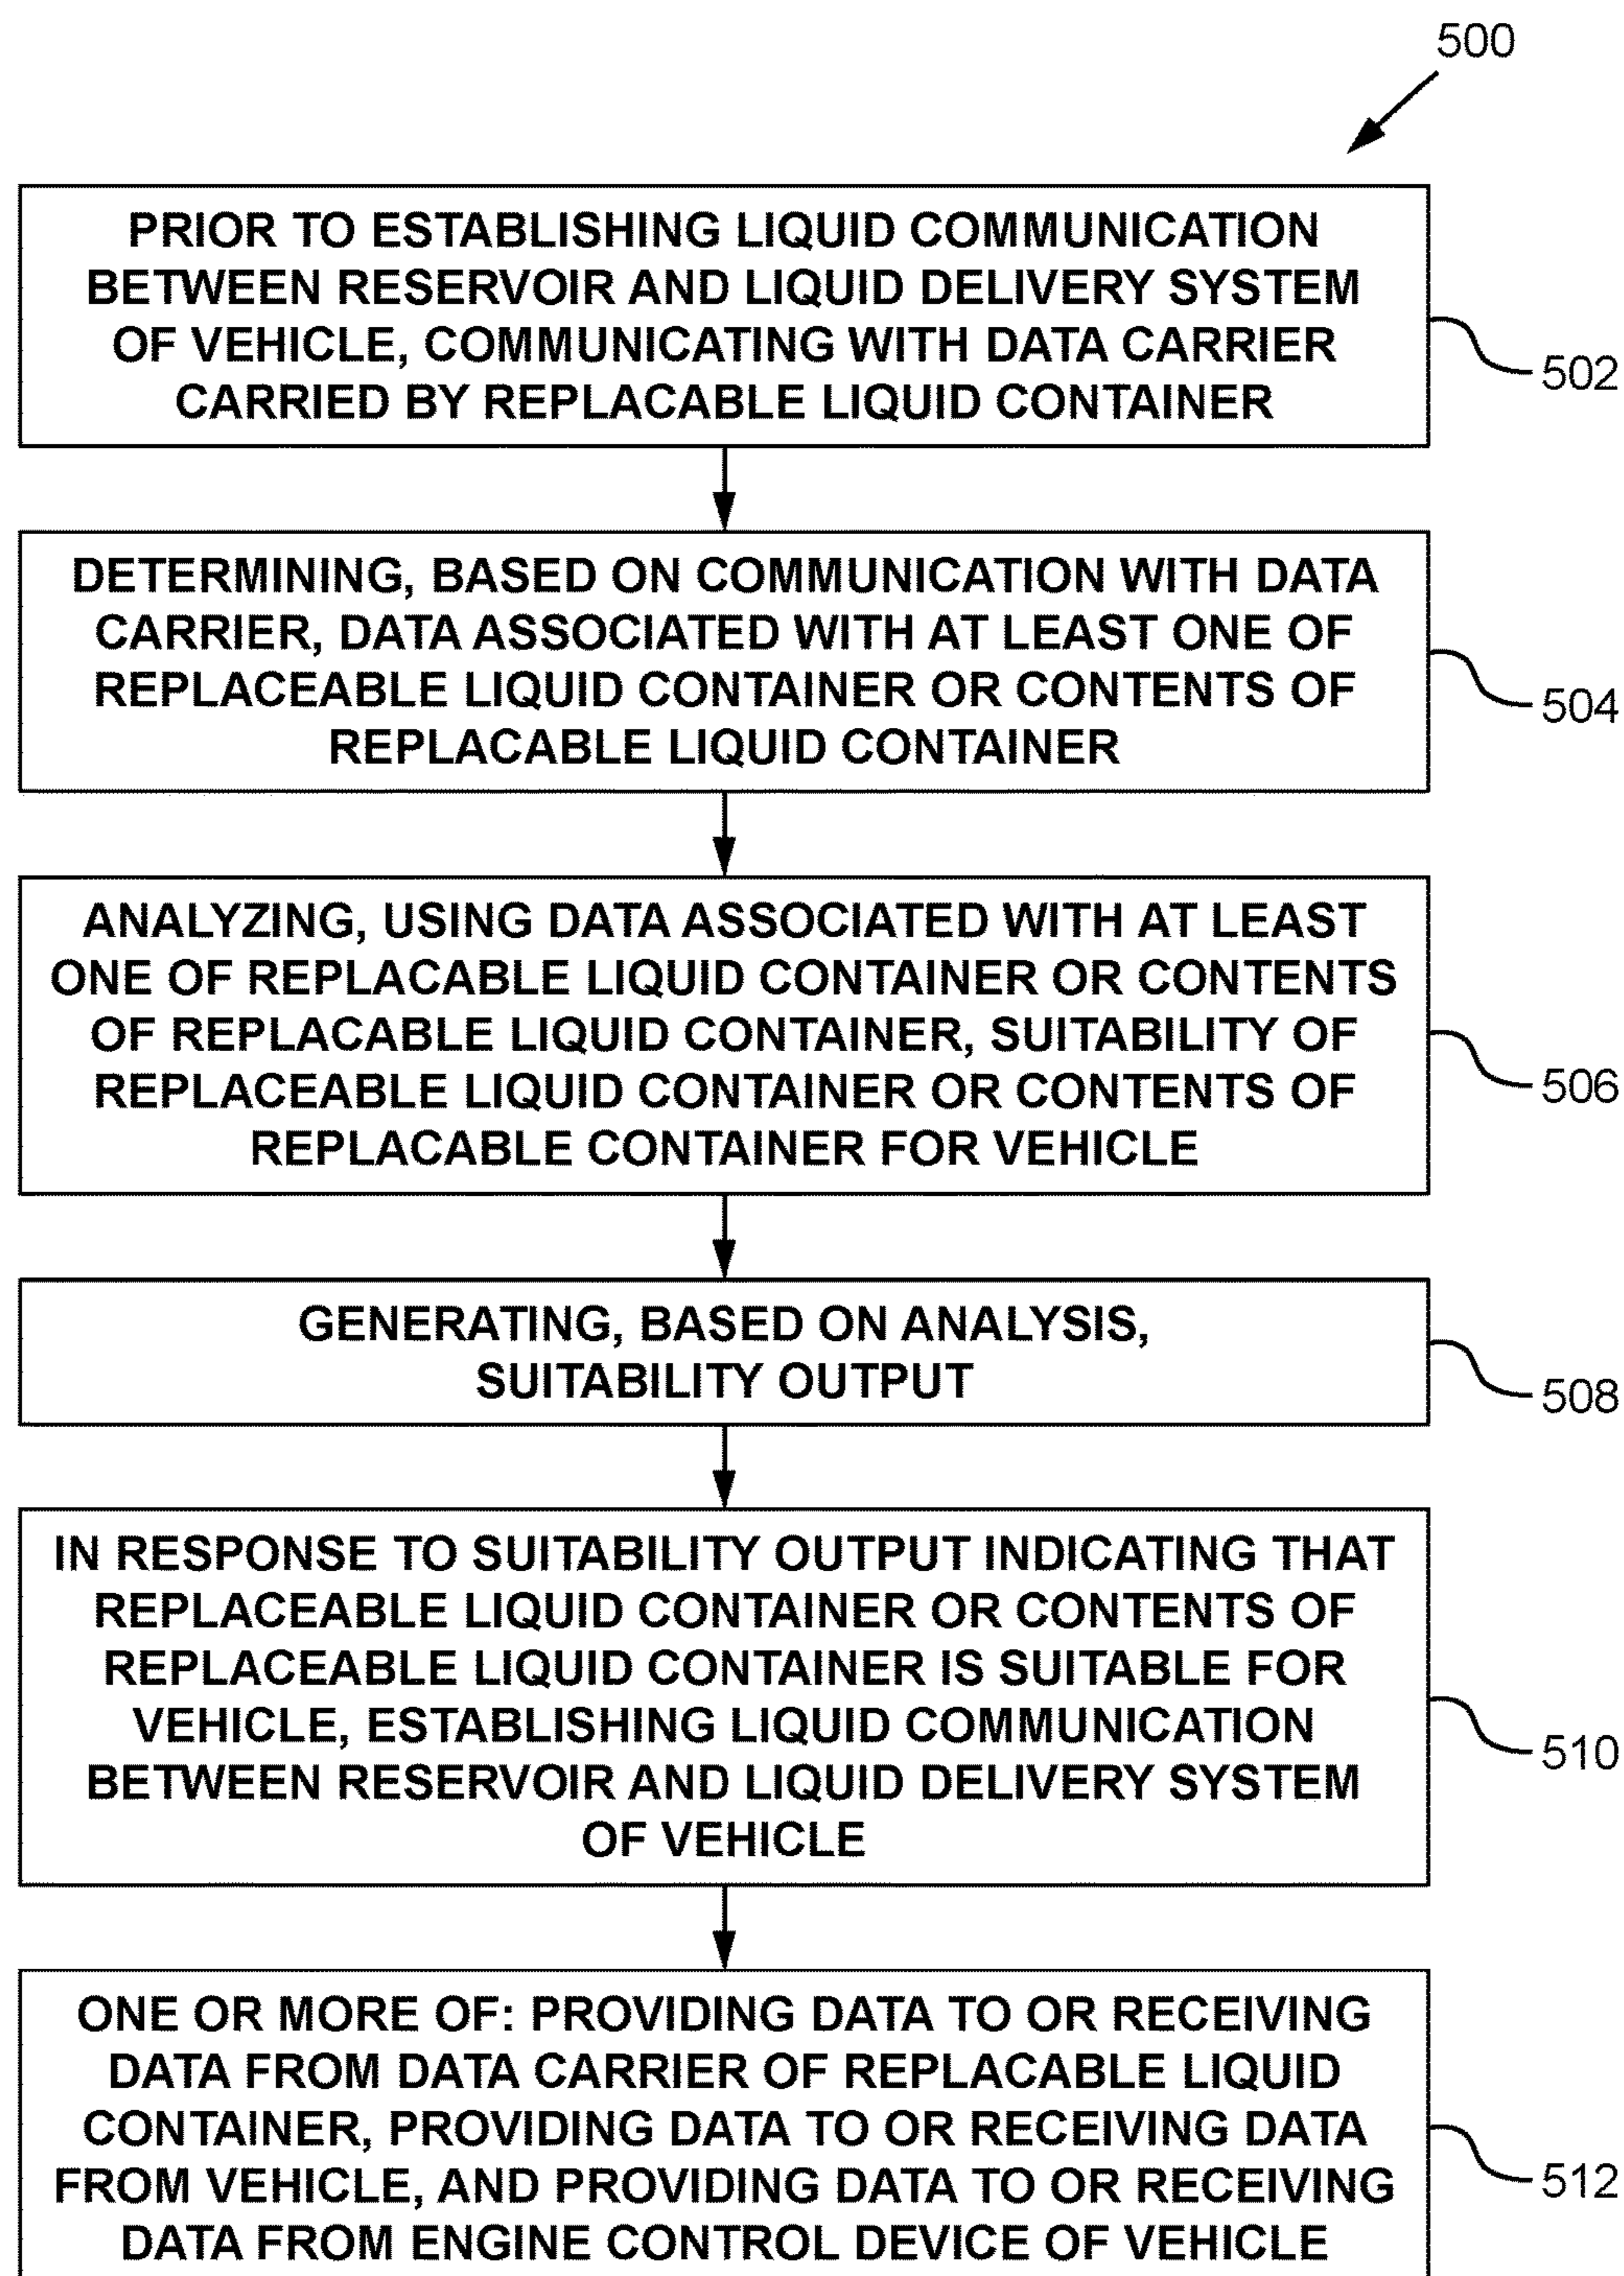 500
PRIOR TO ESTABLISHING LIQUID COMMUNICATION
BETWEEN RESERVOIR AND LIQUID DELIVERY SYSTEM
OF VEHICLE, COMMUNICATING WITH DATA CARRIER
CARRIED BY REPLACABLE LIQUID CONTAINER
502
DETERMINING, BASED ON COMMUNICATION WITH DATA
CARRIER, DATA ASSOCIATED WITH AT LEAST ONE OF
REPLACEABLE LIQUID CONTAINER OR CONTENTS OF
REPLACABLE LIQUID CONTAINER
504
ANALYZING, USING DATA ASSOCIATED WITH AT LEAST
ONE OF REPLACABLE LIQUID CONTAINER OR CONTENTS
OF REPLACABLE LIQUID CONTAINER, SUITABILITY OF
REPLACEABLE LIQUID CONTAINER OR CONTENTS OF
REPLACABLE CONTAINER FOR VEHICLE
506
GENERATING, BASED ON ANALYSIS,
SUITABILITY OUTPUT
508
IN RESPONSE TO SUITABILITY OUTPUT INDICATING THAT
REPLACEABLE LIQUID CONTAINER OR CONTENTS OF
REPLACEABLE LIQUID CONTAINER IS SUITABLE FOR
VEHICLE, ESTABLISHING LIQUID COMMUNICATION
BETWEEN RESERVOIR AND LIQUID DELIVERY SYSTEM
OF VEHICLE
510
ONE OR MORE OF: PROVIDING DATA TO OR RECEIVING
DATA FROM DATA CARRIER OF REPLACABLE LIQUID
CONTAINER, PROVIDING DATA TO OR RECEIVING DATA
FROM VEHICLE, AND PROVIDING DATA TO OR RECEIVING
DATA FROM ENGINE CONTROL DEVICE OF VEHICLE
512